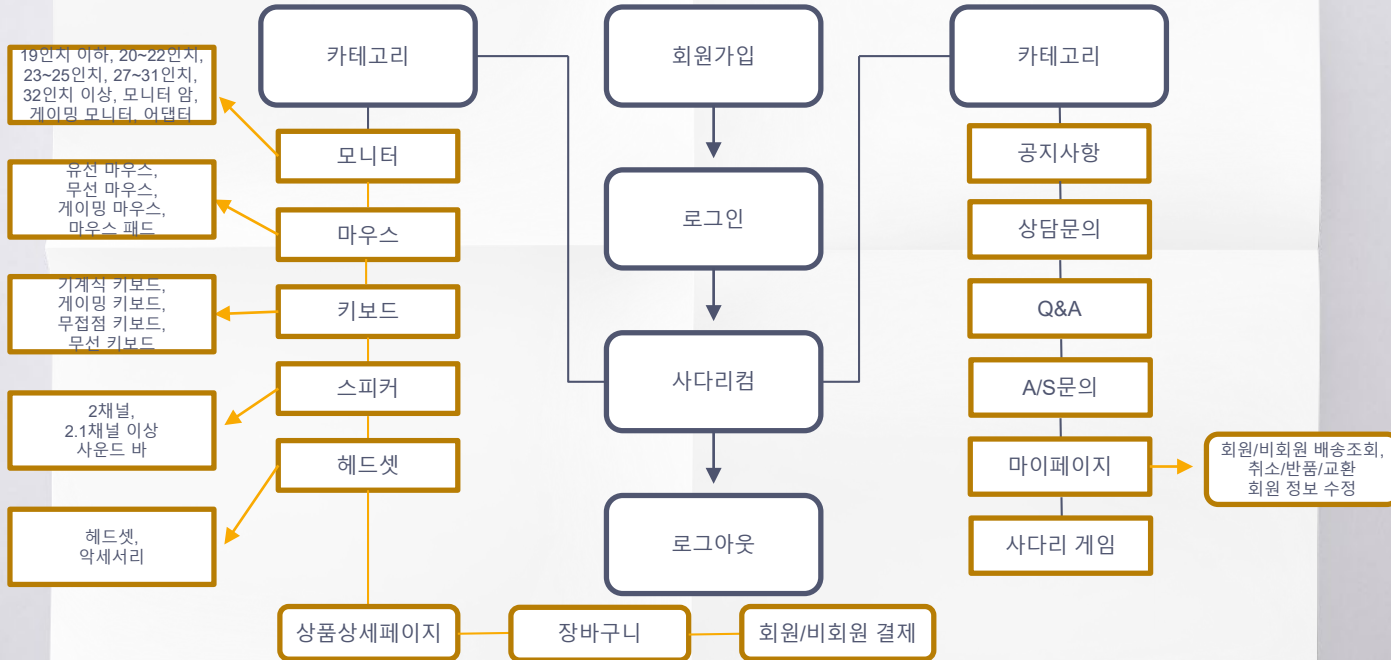 카테고리
회원가입
카테고리
19인치 이하, 20~22인치,
23~25인치, 27~31인치,
32인치 이상, 모니터 암,
게이밍 모니터, 어댑터
모니터
공지사항
유선 마우스,
무선 마우스,
게이밍 마우스,
마우스 패드
마우스
로그인
상담문의
기계식 키보드,
게이밍 키보드,
무접점 키보드,
무선 키보드
키보드
Q&A
스피커
사다리컴
A/S문의
2채널,
2.1채널 이상
사운드 바
헤드셋
마이페이지
회원/비회원 배송조회,
취소/반품/교환
회원 정보 수정
헤드셋,
악세서리
로그아웃
사다리 게임
상품상세페이지
장바구니
회원/비회원 결제